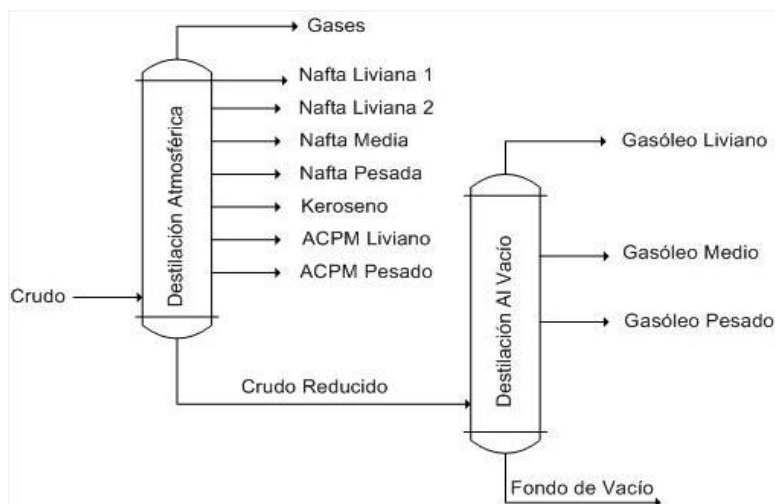 Gases
Nafta Liviana 1
Nafta Liviana 2
Nafta Media
Nafta Pesada
Keroseno
ACPM Liviano
ACPM Pesado
Destilación Atmosférica
Crudo
Crudo Reducido
Gasóleo Liviano
Gasóleo Medio
Gasóleo Pesado
Destilación Al Vacío
Fondo de Vacío